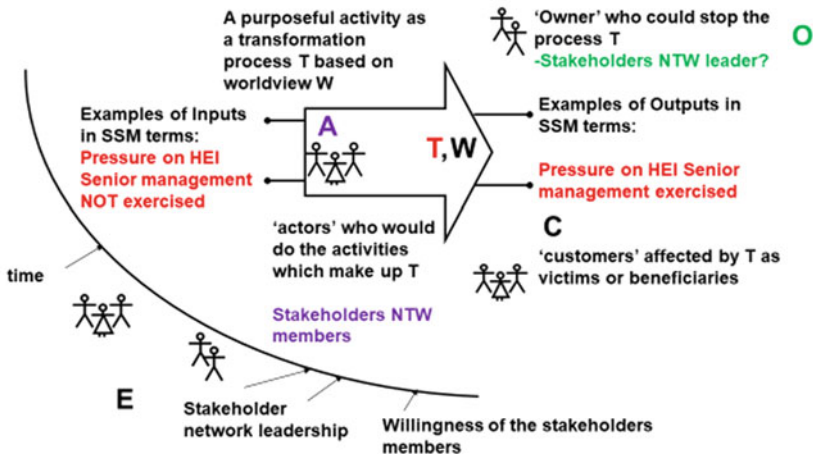 A purposeful activity as
a transformation
process T based on
worldview W
‘Owner’ who could stop the
process T
-Stakeholders NTW leader?
O
Examples of Inputs
in SSM terms:
Pressure on HEI
Senior management
NOT exercised
A
T, W
Examples of Outputs in
SSM terms:
Pressure on HEI Senior
management exercised
‘actors’ who would
do the activities
which make up T
Stakeholders NTW
members
C
‘customers’ affected by T as
victims or beneficiaries
time
E
Stakeholder
network leadership
Willingness of the stakeholders
members